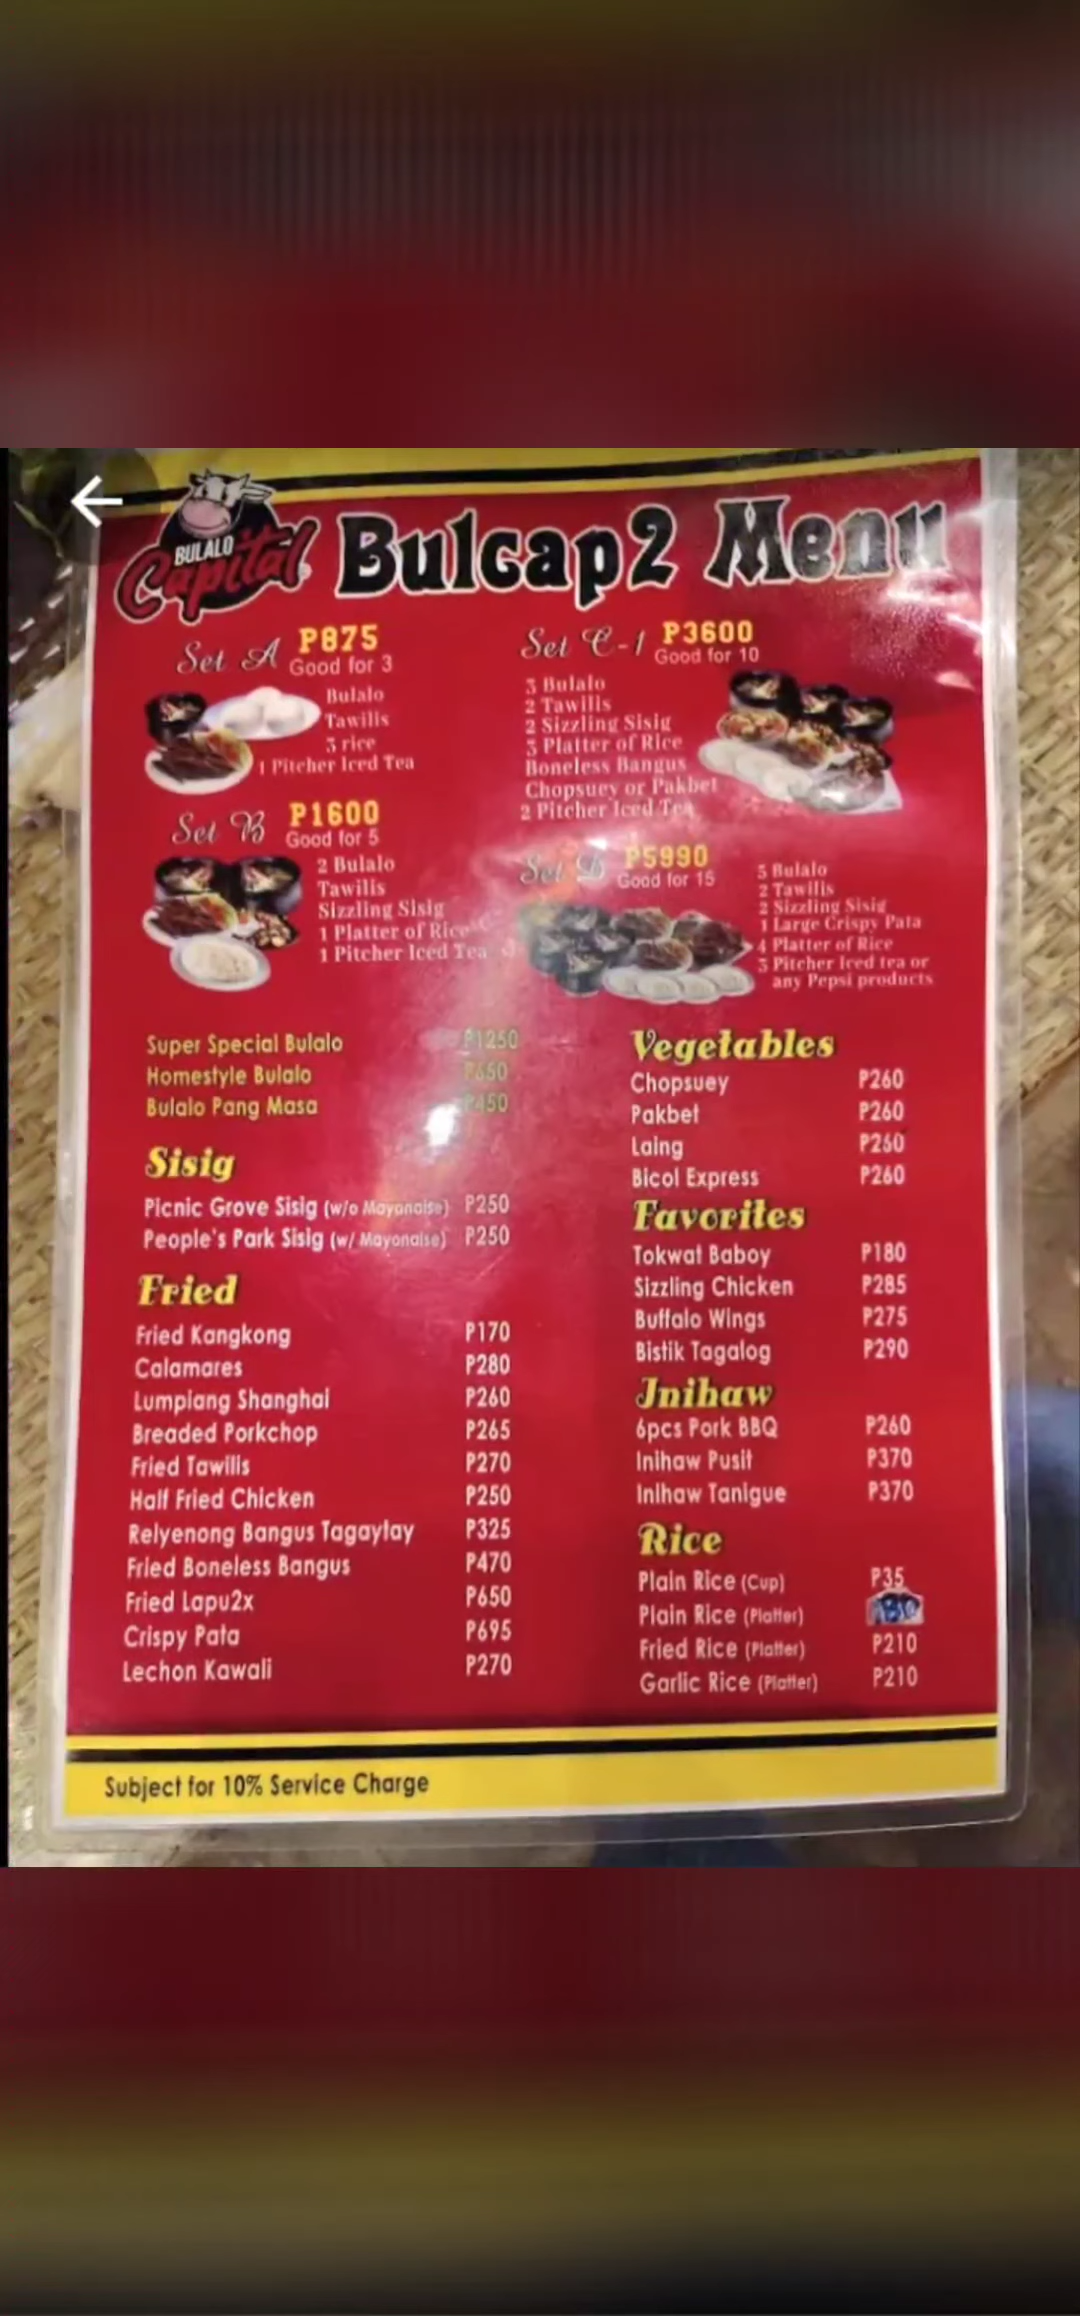 BULALO
Capital
Bulcap2 Menu
Set A P875
Good for 3
Bulalo
Tawilis
3 rice
1 Pitcher Iced Tea
Set B P1600
Good for 5
2 Bulalo
Tawilis
Sizzling Sisig
1 Platter of Rice
1 Pitcher Iced Tea
Set C-1 P3600
Good for 10
3 Bulalo
2 Tawilis
2 Sizzling Sisig
3 Platter of Rice
Boneless Bangus
Chopsuey or Pakbet
2 Pitcher Iced Tea
Set D P5990
Good for 15
5 Bulalo
2 Tawilis
2 Sizzling Sisig
1 Large Crispy Pata
4 Platter of Rice
3 Pitcher Iced tea or
any Pepsi products
Super Special Bulalo P1250
Homestyle Bulalo P650
Bulalo Pang Masa P450
Sisig
Picnic Grove Sisig (w/o Mayonaise) P250
People's Park Sisig (w/ Mayonaise) P250
Fried
Fried Kangkong P170
Calamares P280
Lumpiang Shanghai P260
Breaded Porkchop P265
Fried Tawilis P270
Half Fried Chicken P250
Relyenong Bangus Tagaytay P325
Fried Boneless Bangus P470
Fried Lapu2x P650
Crispy Pata P695
Lechon Kawali P270
Vegetables
Chopsuey P260
Pakbet P260
Laing P260
Bicol Express P260
Favorites
Tokwat Baboy P180
Sizzling Chicken P285
Buffalo Wings P275
Bistik Tagalog P290
Inihaw
6pcs Pork BBQ P260
Inihaw Pusit P370
Inihaw Tanigue P370
Rice
Plain Rice (Cup) P35
Plain Rice (Platter)
Fried Rice (Platter) P210
Garlic Rice (Platter) P210
Subject for 10% Service Charge